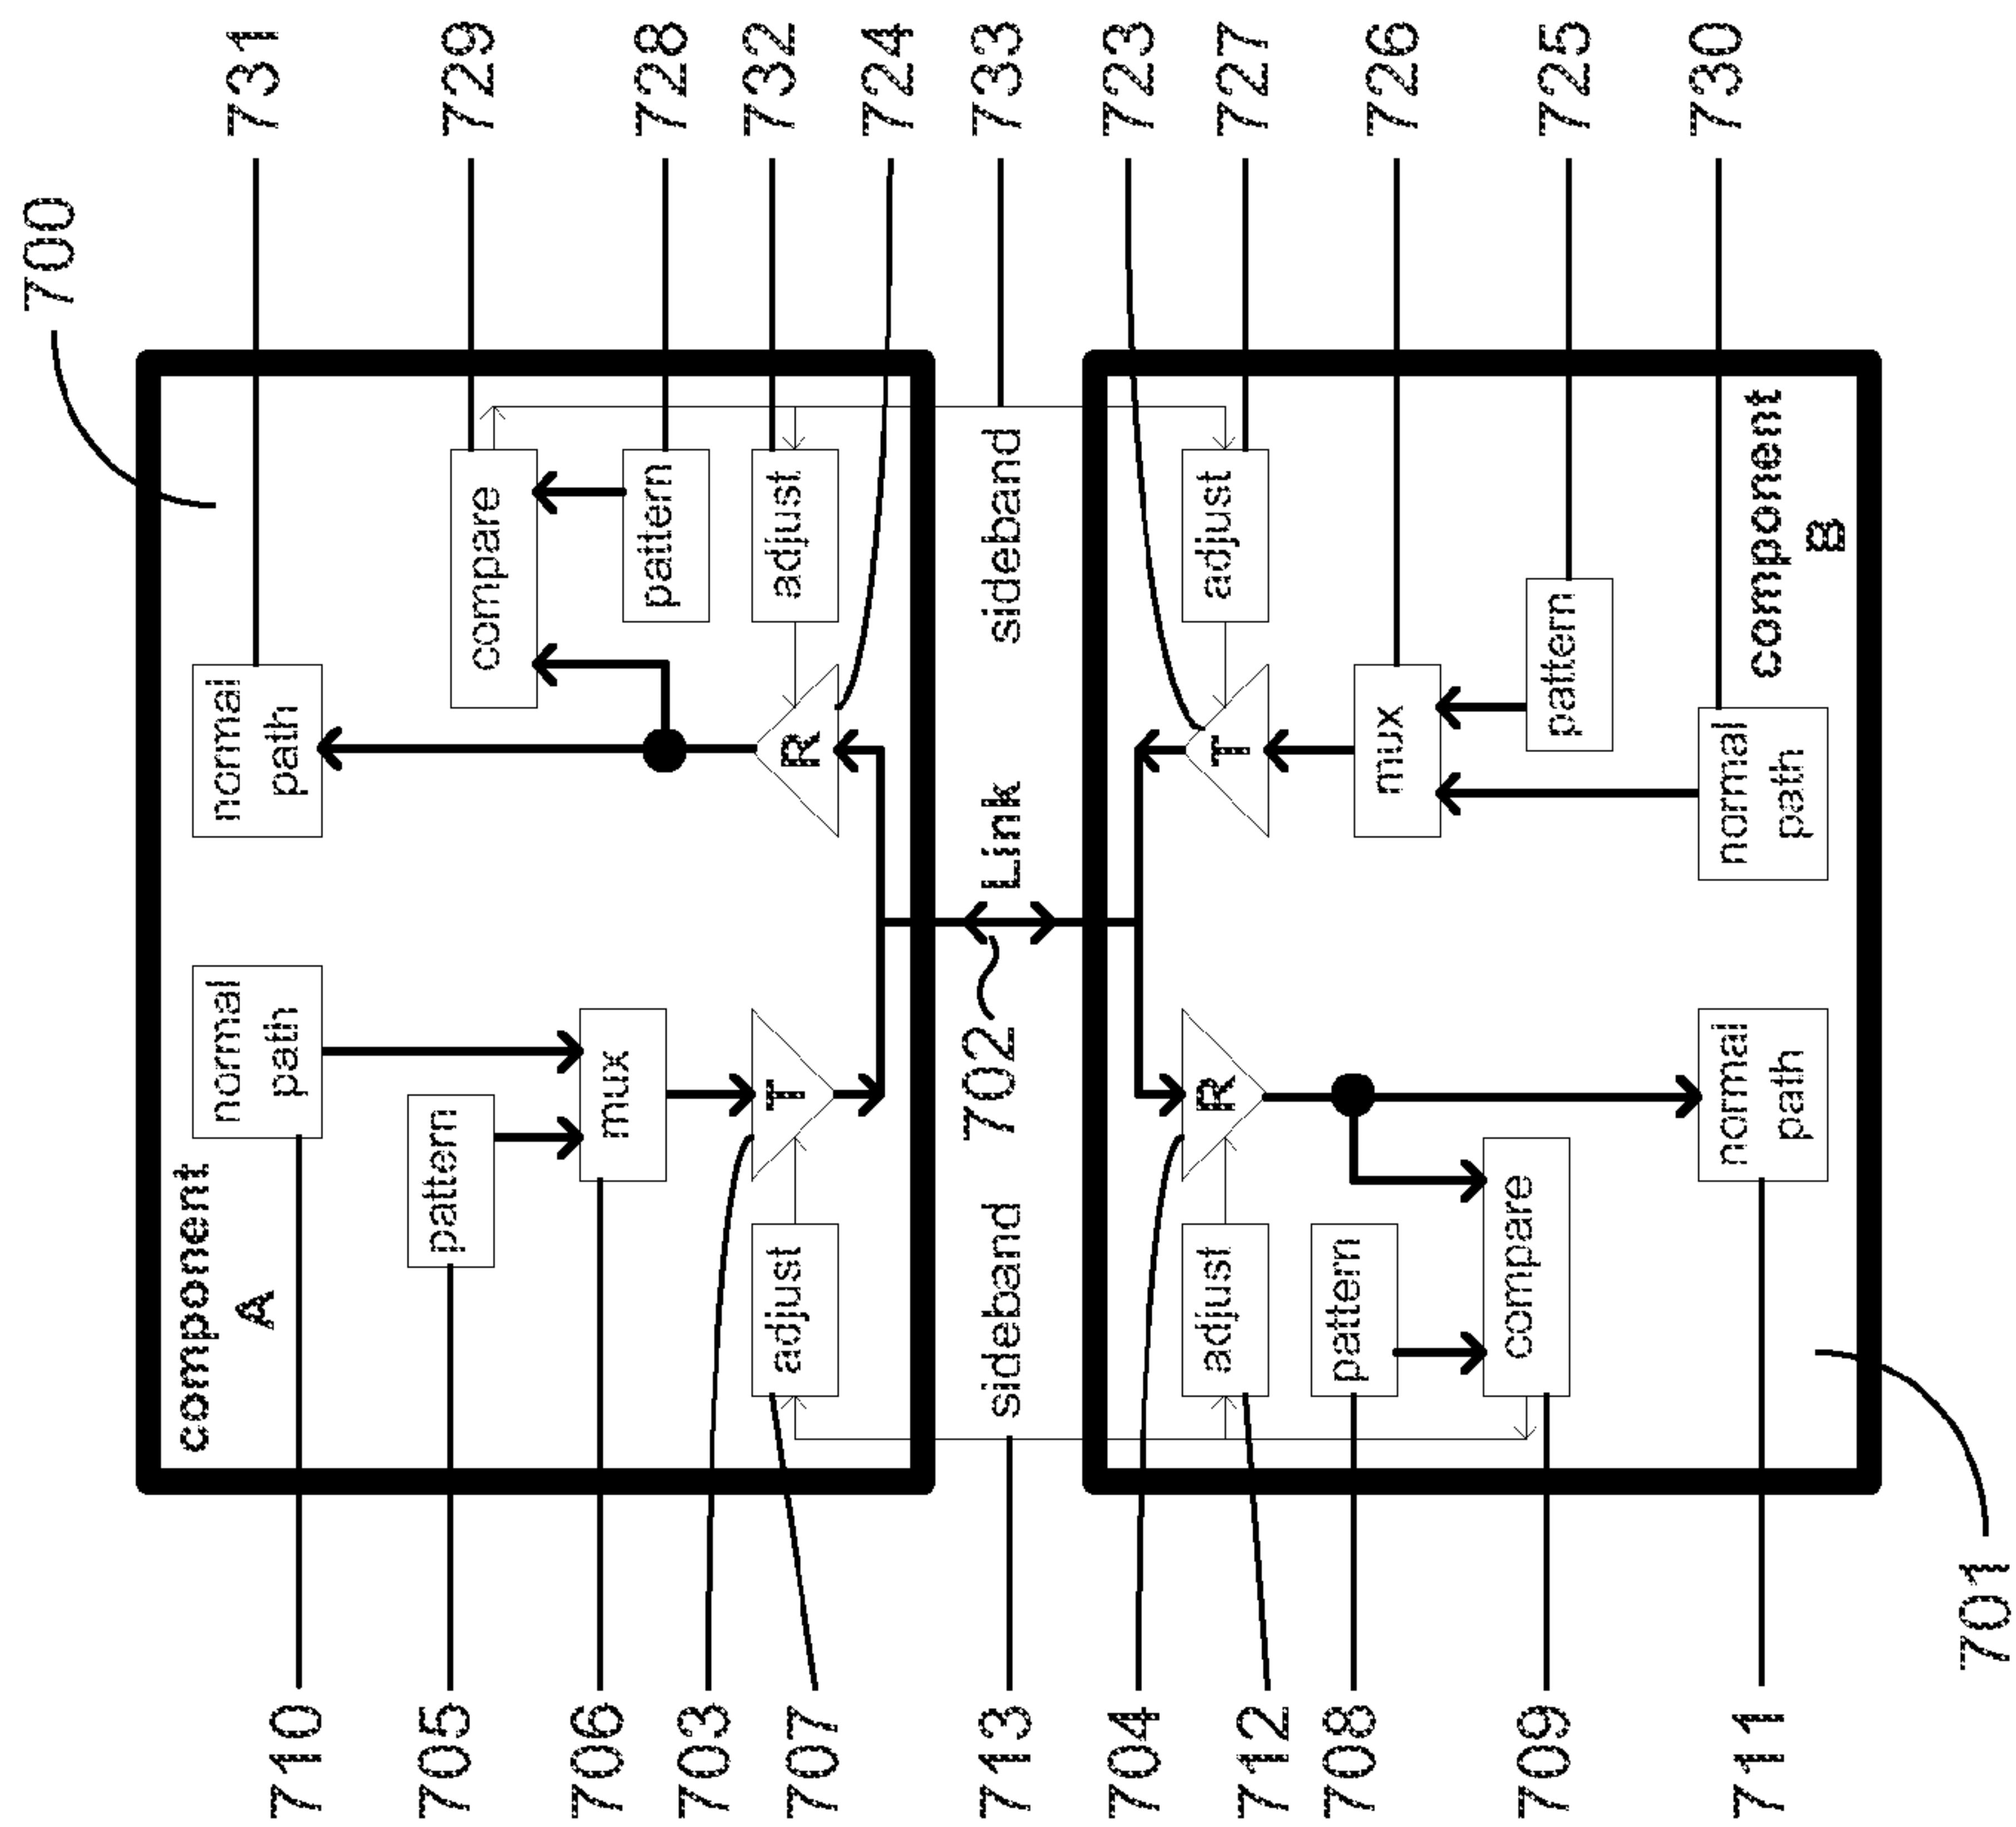 700
component
A
710
normal
path
normal
path
731
705
pattern
compare
729
706
mux
pattern
728
703
T
R
724
707
adjust
adjust
732
713
sideband
702
Link
sideband
733
704
R
T
723
712
adjust
adjust
727
708
pattern
mux
726
709
compare
pattern
725
711
normal
path
normal
path
730
component
B
701